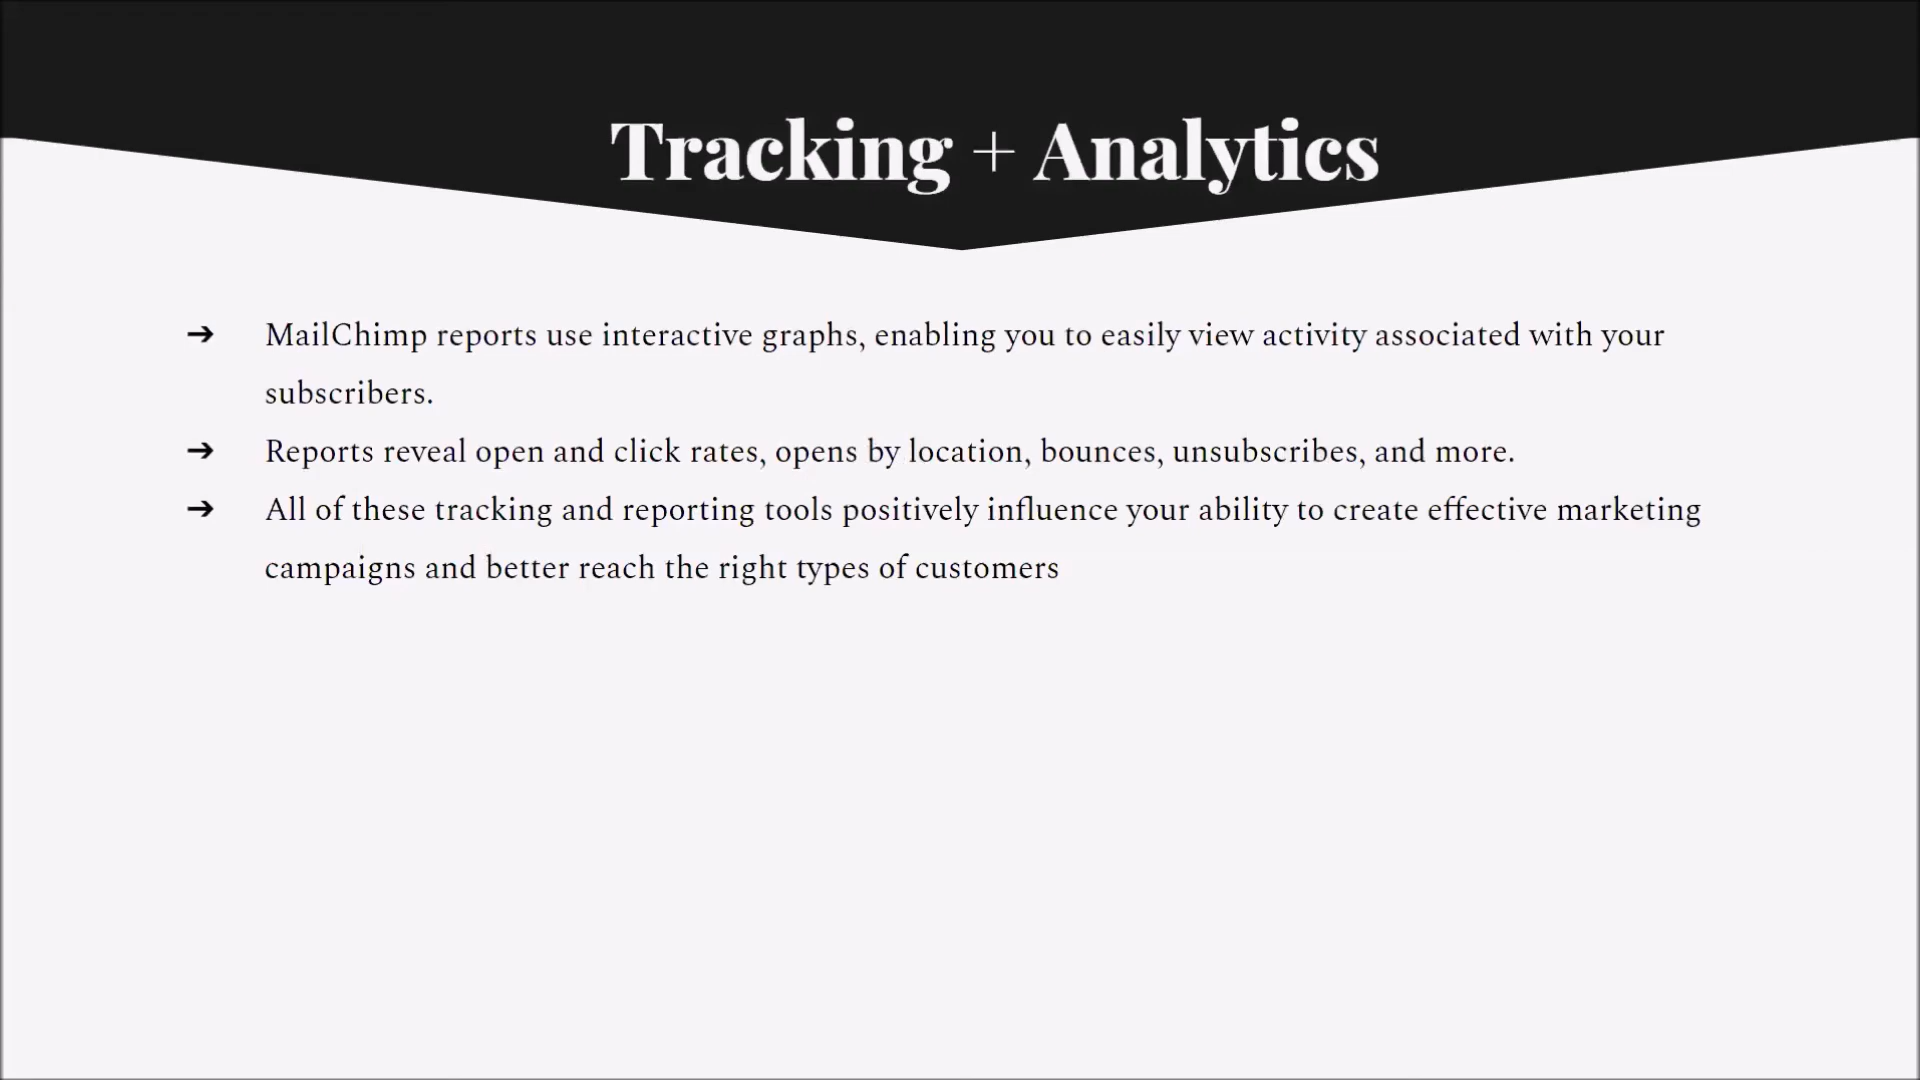 Tracking + Analytics
➔ MailChimp reports use interactive graphs, enabling you to easily view activity associated with your
subscribers.
➔ Reports reveal open and click rates, opens by location, bounces, unsubscribes, and more.
➔ All of these tracking and reporting tools positively influence your ability to create effective marketing
campaigns and better reach the right types of customers